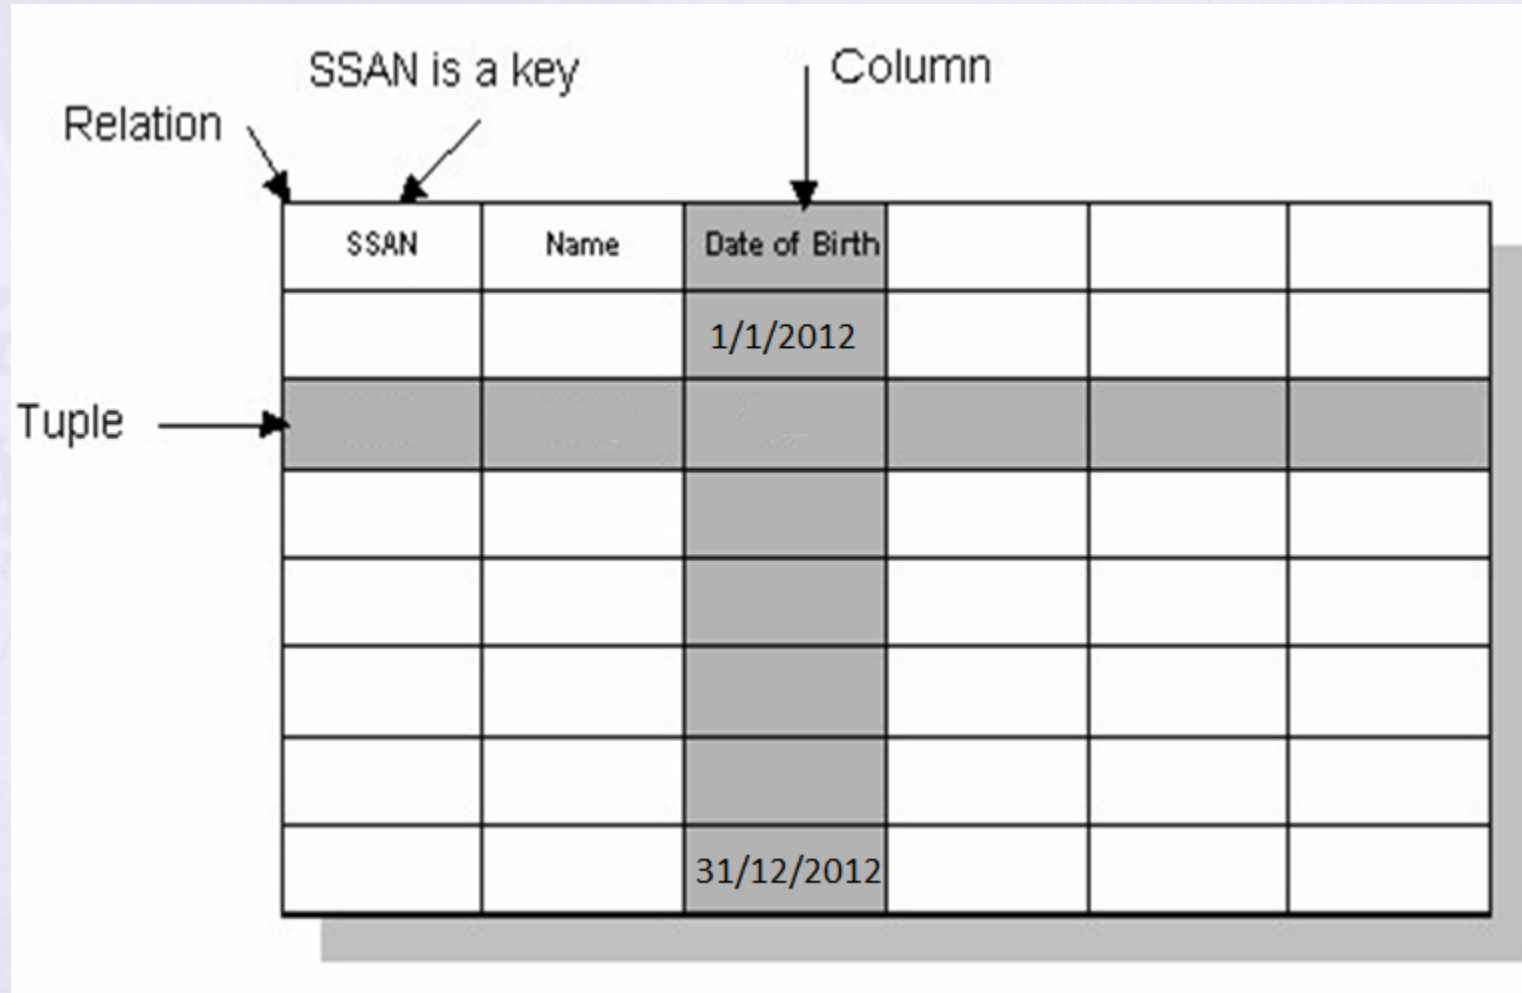 SSAN is a key
Column
Relation
SSAN
Name
Date of Birth
1/1/2012
Tuple
31/12/2012